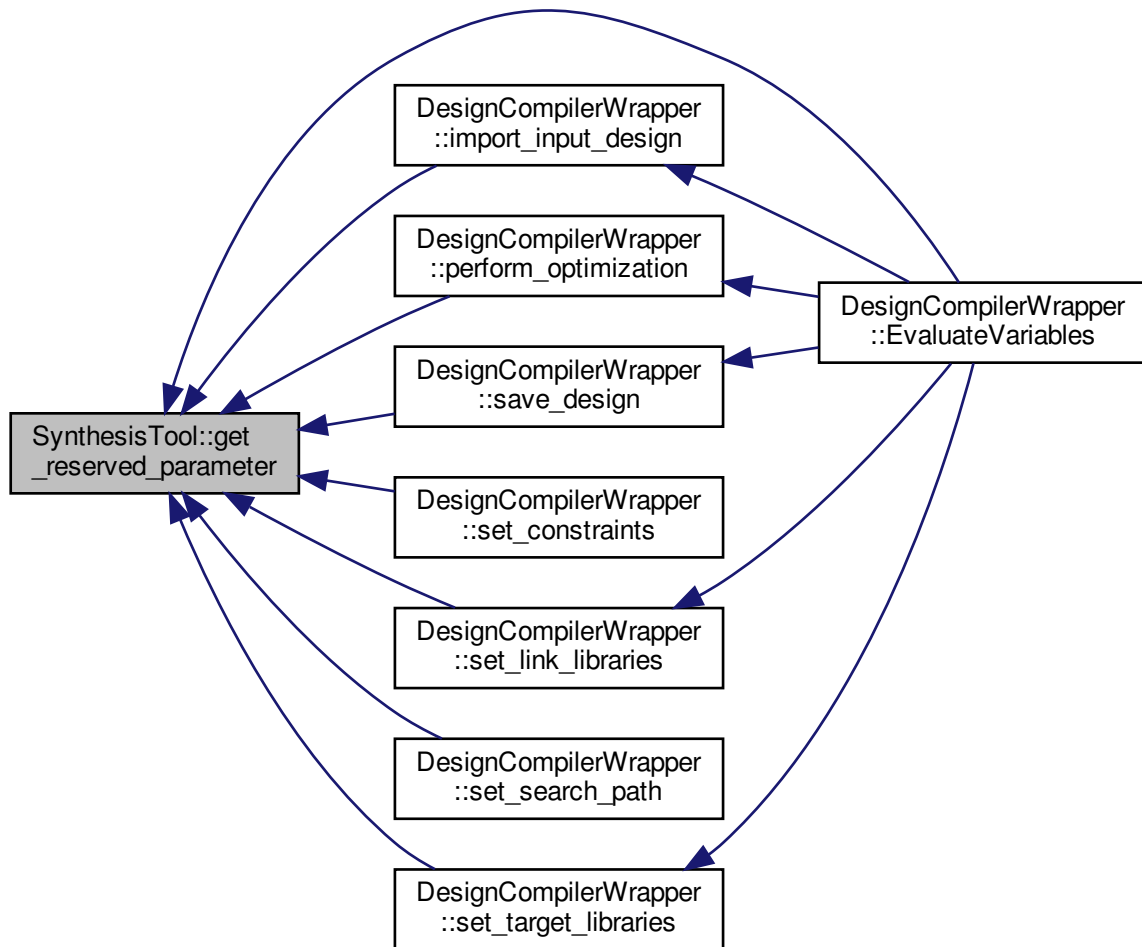 DesignCompilerWrapper
::import_input_design
DesignCompilerWrapper
::perform_optimization
DesignCompilerWrapper
::EvaluateVariables
DesignCompilerWrapper
::save_design
SynthesisTool::get
_reserved_parameter
DesignCompilerWrapper
::set_constraints
DesignCompilerWrapper
::set_link_libraries
DesignCompilerWrapper
::set_search_path
DesignCompilerWrapper
::set_target_libraries